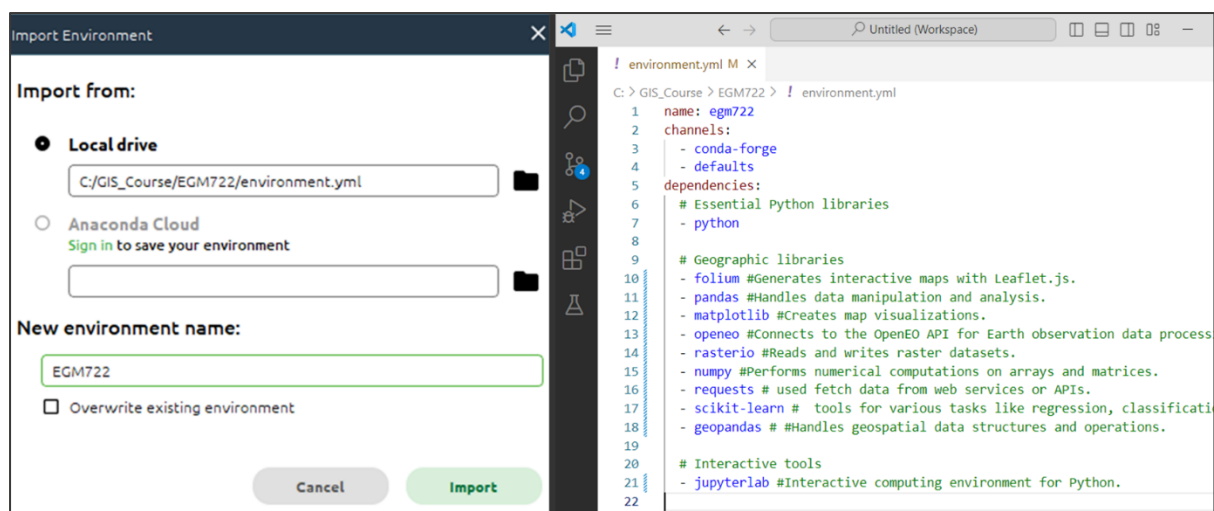 Import Environment
Import from:
Local drive
C:/GIS_Course/EGM722/environment.yml
Anaconda Cloud
Sign in to save your environment
New environment name:
EGM722
Overwrite existing environment
Cancel
Import
Untitled (Workspace)
environment.yml M
C: > GIS_Course > EGM722 > ! environment.yml
4
1 name: egm722
2 channels:
3 - conda-forge
4 - defaults
5 dependencies:
6 # Essential Python libraries
7 - python
8
9 # Geographic libraries
10 - folium #Generates interactive maps with Leaflet.js.
11 - pandas #Handles data manipulation and analysis.
12 - matplotlib #Creates map visualizations.
13 - openeo #Connects to the OpenEO API for Earth observation data process
14 - rasterio #Reads and writes raster datasets.
15 - numpy #Performs numerical computations on arrays and matrices.
16 - requests # used fetch data from web services or APIs.
17 - scikit-learn #  tools for various tasks like regression, classificati
18 - geopandas # #Handles geospatial data structures and operations.
19
20 # Interactive tools
21 - jupyterlab #Interactive computing environment for Python.
22